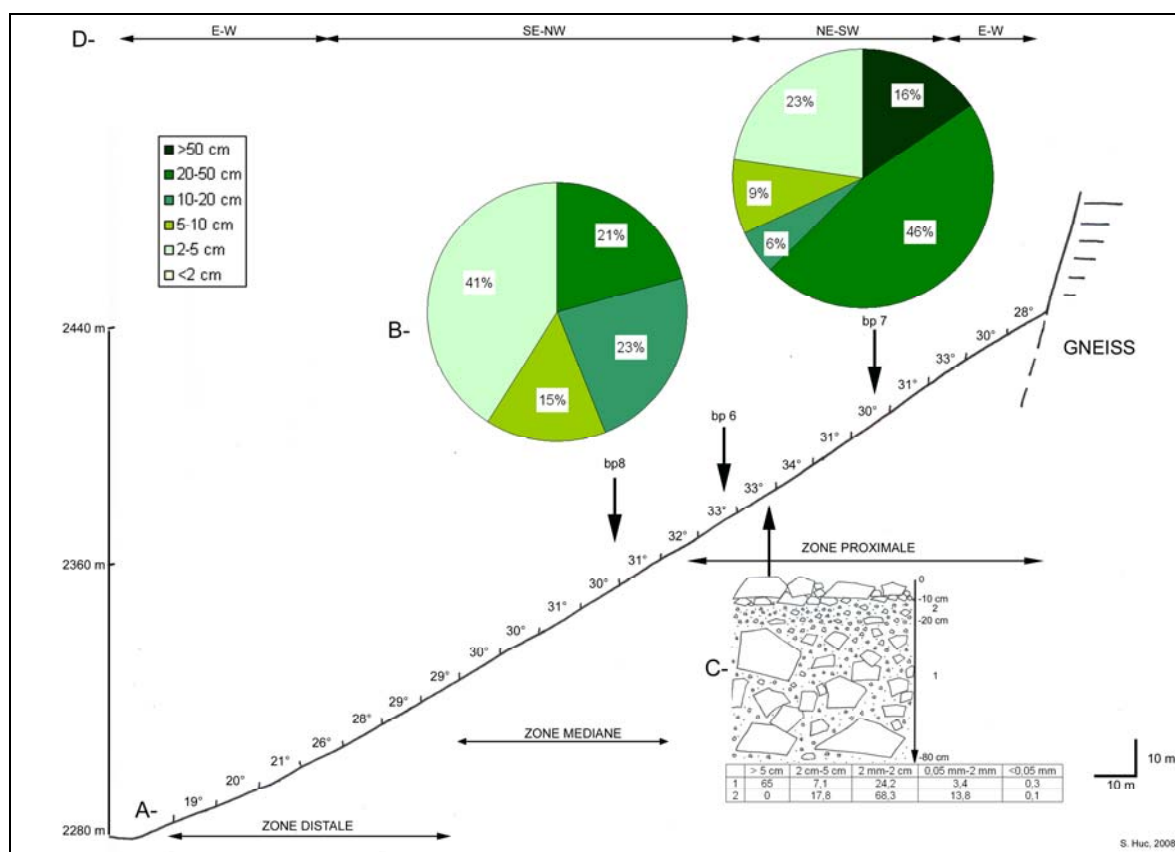 D- E-W SE-NW NE-SW E-W
>50 cm
20-50 cm
10-20 cm
5-10 cm
2-5 cm
<2 cm
23%
16%
9%
6%
46%
B-
41%
21%
23%
15%
2440 m
2360 m
2280 m
bp 7
bp 6
bp8
GNEISS
A-
19° 20° 21° 26° 28° 29° 29° 30° 30° 31° 30° 31° 32° 33° 33° 34° 31° 30° 31° 33° 30° 28°
ZONE PROXIMALE
ZONE MEDIANE
ZONE DISTALE
C-
0
-10 cm
2
-20 cm
1
-80 cm
> 5 cm 2 cm-5 cm 2 mm-2 cm 0,05 mm-2 mm <0,05 mm
1 65 7,1 24,2 3,4 0,3
2 0 17,8 68,3 13,8 0,1
10 m
10 m
S. Huc, 2008